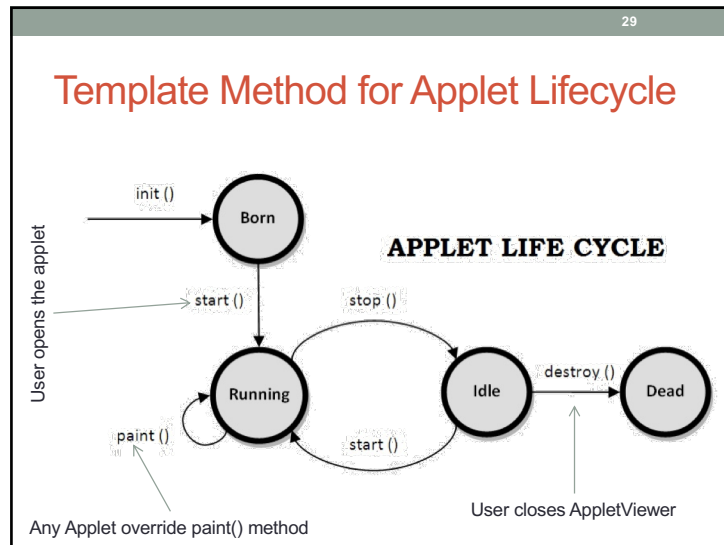 29
Template Method for Applet Lifecycle
init ()
Born
User opens the applet
APPLET LIFE CYCLE
start ()
stop ()
Running
Idle
destroy ()
Dead
paint ()
start ()
User closes AppletViewer
Any Applet override paint() method